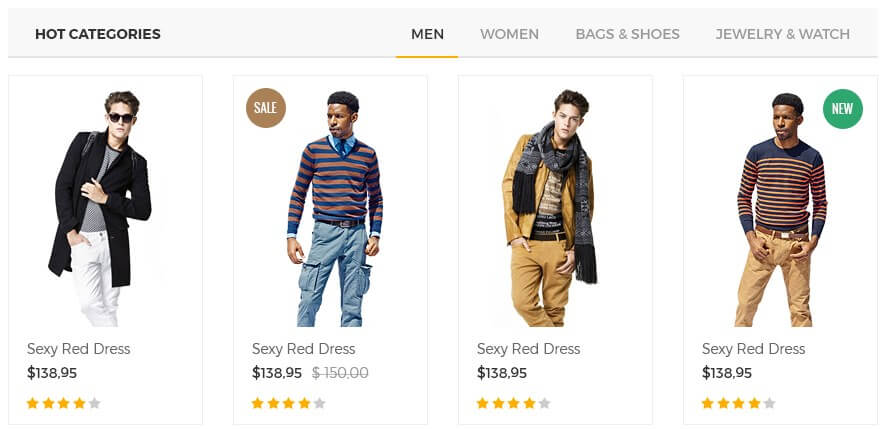 HOT CATEGORIES MEN WOMEN BAGS & SHOES JEWELRY & WATCH
SALE
NEW
Sexy Red Dress
$138,95
Sexy Red Dress
$138,95 $ 150,00
Sexy Red Dress
$138,95
Sexy Red Dress
$138,95